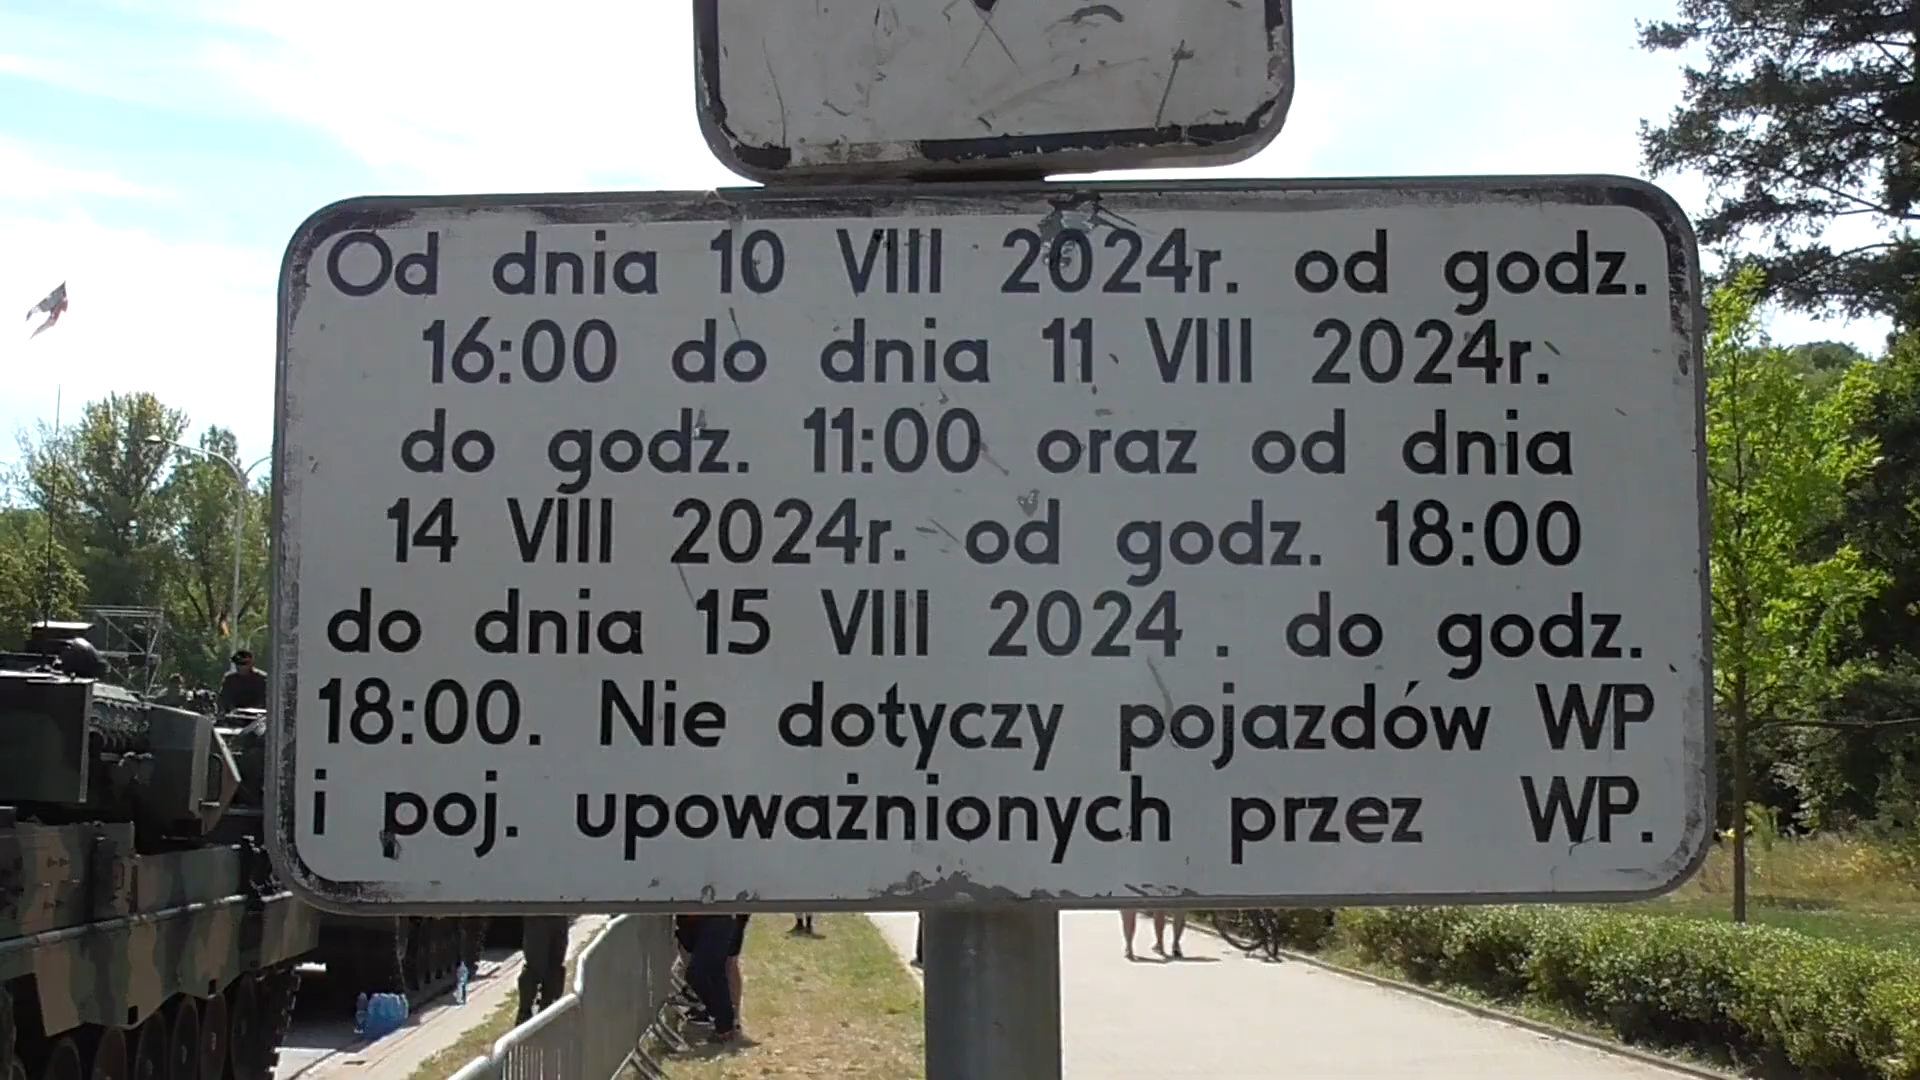 Od dnia 10 VIII 2024r. od godz.
16:00 do dnia 11 VIII 2024r.
do godz. 11:00 oraz od dnia
14 VIII 2024r. od godz. 18:00
do dnia 15 VIII 2024 . do godz.
18:00. Nie dotyczy pojazdów WP
i poj. upoważnionych przez WP.